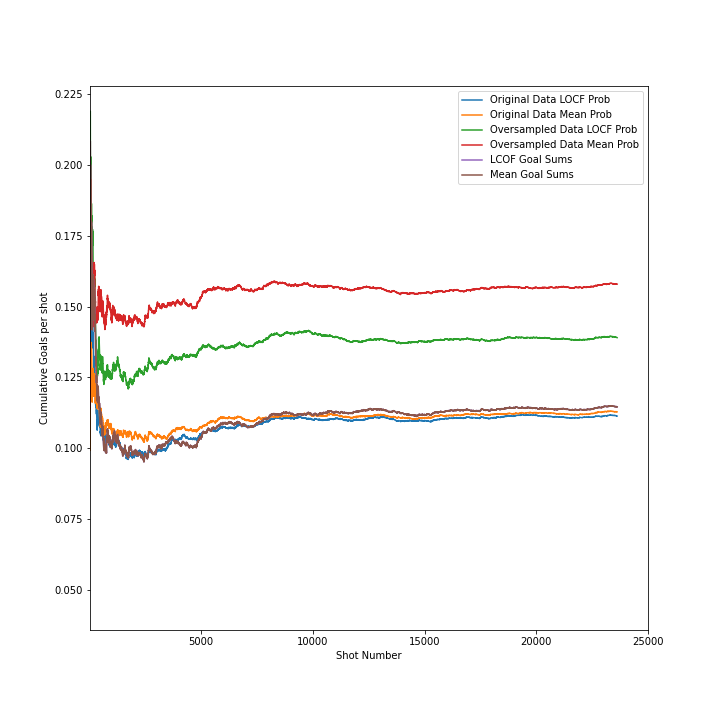 0.225
0.200
0.175
0.150
0.125
0.100
0.075
0.050
Cumulative Goals per shot
Original Data LOCF Prob
Original Data Mean Prob
Oversampled Data LOCF Prob
Oversampled Data Mean Prob
LCOF Goal Sums
Mean Goal Sums
5000 10000 15000 20000 25000
Shot Number